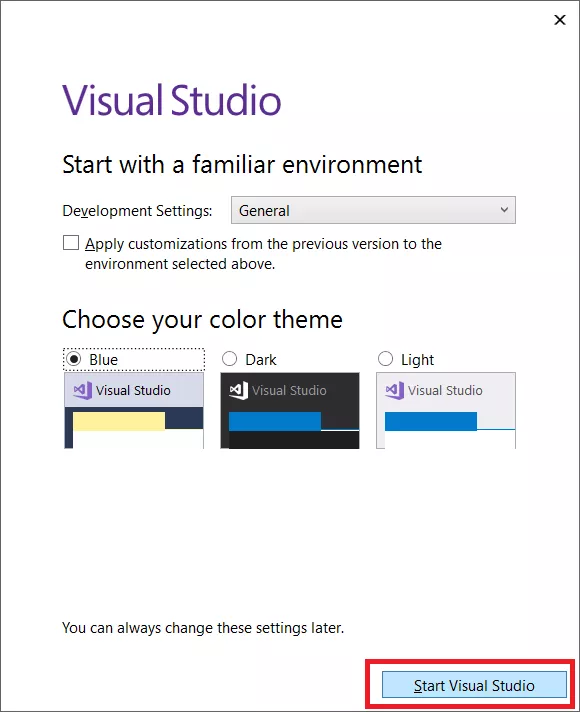 Visual Studio
Start with a familiar environment
Development Settings: General
Apply customizations from the previous version to the
environment selected above.
Choose your color theme
Blue Dark Light
Visual Studio Visual Studio Visual Studio
You can always change these settings later.
Start Visual Studio